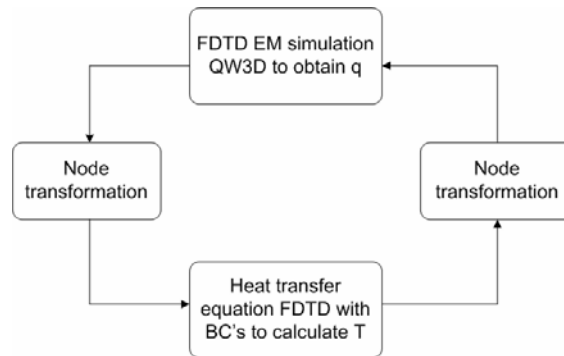 FDTD EM simulation
QW3D to obtain q
Node
transformation
Node
transformation
Heat transfer
equation FDTD with
BC's to calculate T